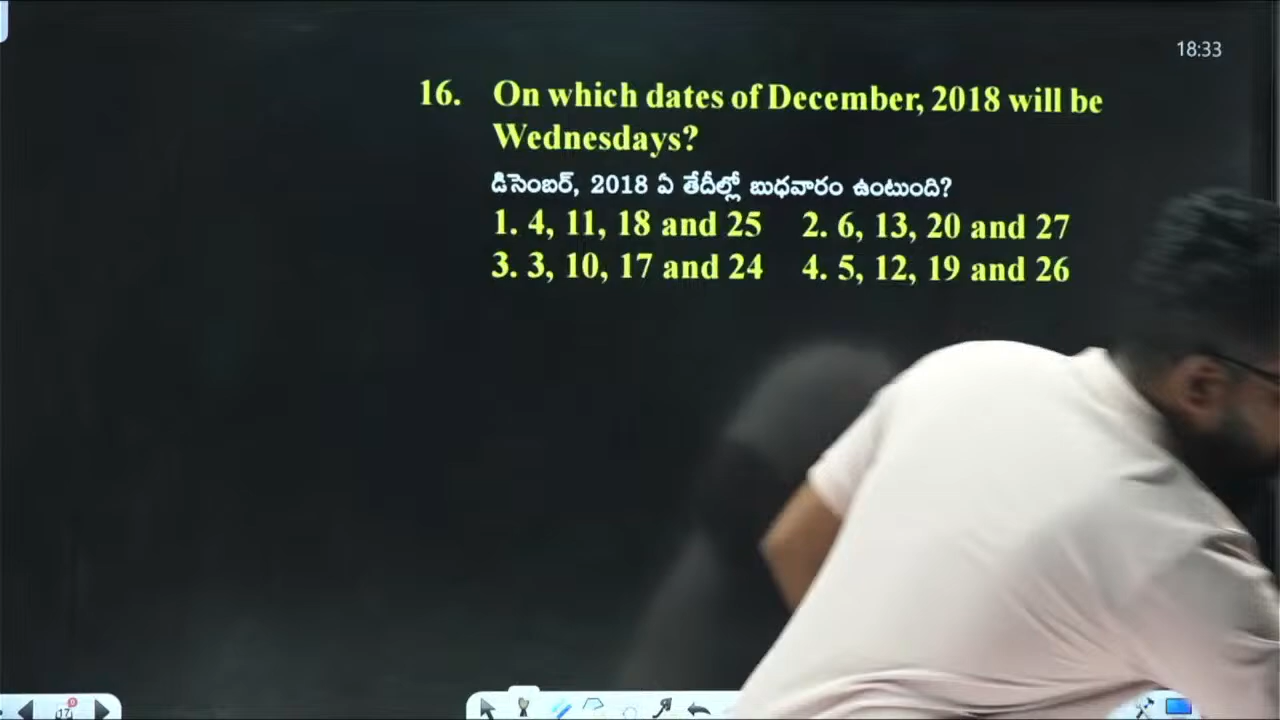 18:33
16. On which dates of December, 2018 will be
Wednesdays?
డిసెంబర్, 2018 ఏ తేదీల్లో బుధవారం ఉంటుంది?
1. 4, 11, 18 and 25 2. 6, 13, 20 and 27
3. 3, 10, 17 and 24 4. 5, 12, 19 and 26